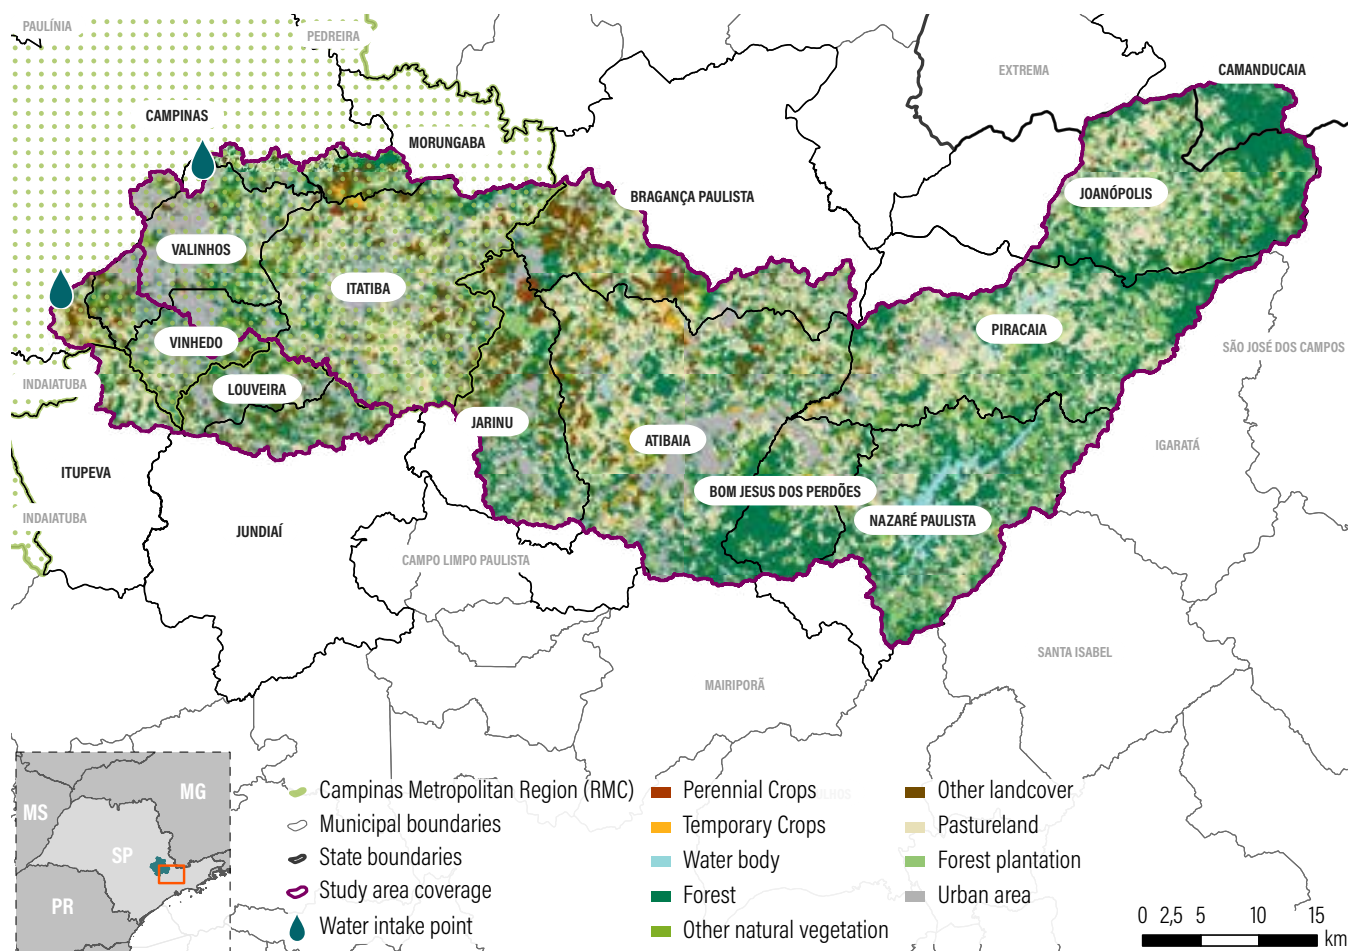 PAULÍNIA
PEDREIRA
EXTREMA
CAMANDUCAIA
CAMPINAS
MORUNGABA
BRAGANÇA PAULISTA
JOANÓPOLIS
VALINHOS
ITATIBA
PIRACAIA
VINHEDO
SÃO JOSÉ DOS CAMPOS
INDAIATUBA
LOUVEIRA
JARINU
ATIBAIA
IGARATÁ
ITUPEVA
BOM JESUS DOS PERDÕES
INDAIATUBA
NAZARÉ PAULISTA
JUNDIAÍ
CAMPO LIMPO PAULISTA
SANTA ISABEL
MAIRIPORÃ
MG
MS
SP
PR
Campinas Metropolitan Region (RMC)
Municipal boundaries
State boundaries
Study area coverage
Water intake point
Perennial Crops
Temporary Crops
Water body
Forest
Other natural vegetation
Other landcover
Pastureland
Forest plantation
Urban area
0 2,5 5 10 15
km